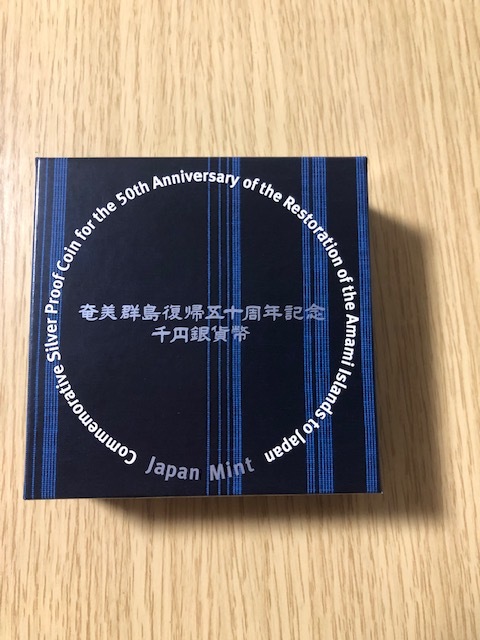 Commemorative Silver Proof Coin for the 50th Anniversary of the Restoration of the Amami Islands to Japan
奄美群島復帰五十周年記念
千円銀貨幣
Japan Mint